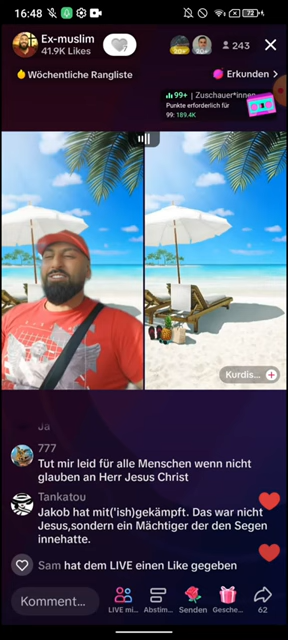 16:48
72
Ex-muslim
41.9K Likes
243
Wöchentliche Rangliste
Erkunden >
99+ | Zuschauer*innen
Punkte erforderlich für
99: 189.4K
Kurdis...
Ja
777
Tut mir leid für alle Menschen wenn nicht
glauben an Herr Jesus Christ
Tankatou
Jakob hat mit('ish)gekämpft. Das war nicht
Jesus,sondern ein Mächtiger der den Segen
innehatte.
Sam hat dem LIVE einen Like gegeben
Komment...
LIVE mi...
Abstim...
Senden
Gesche...
62